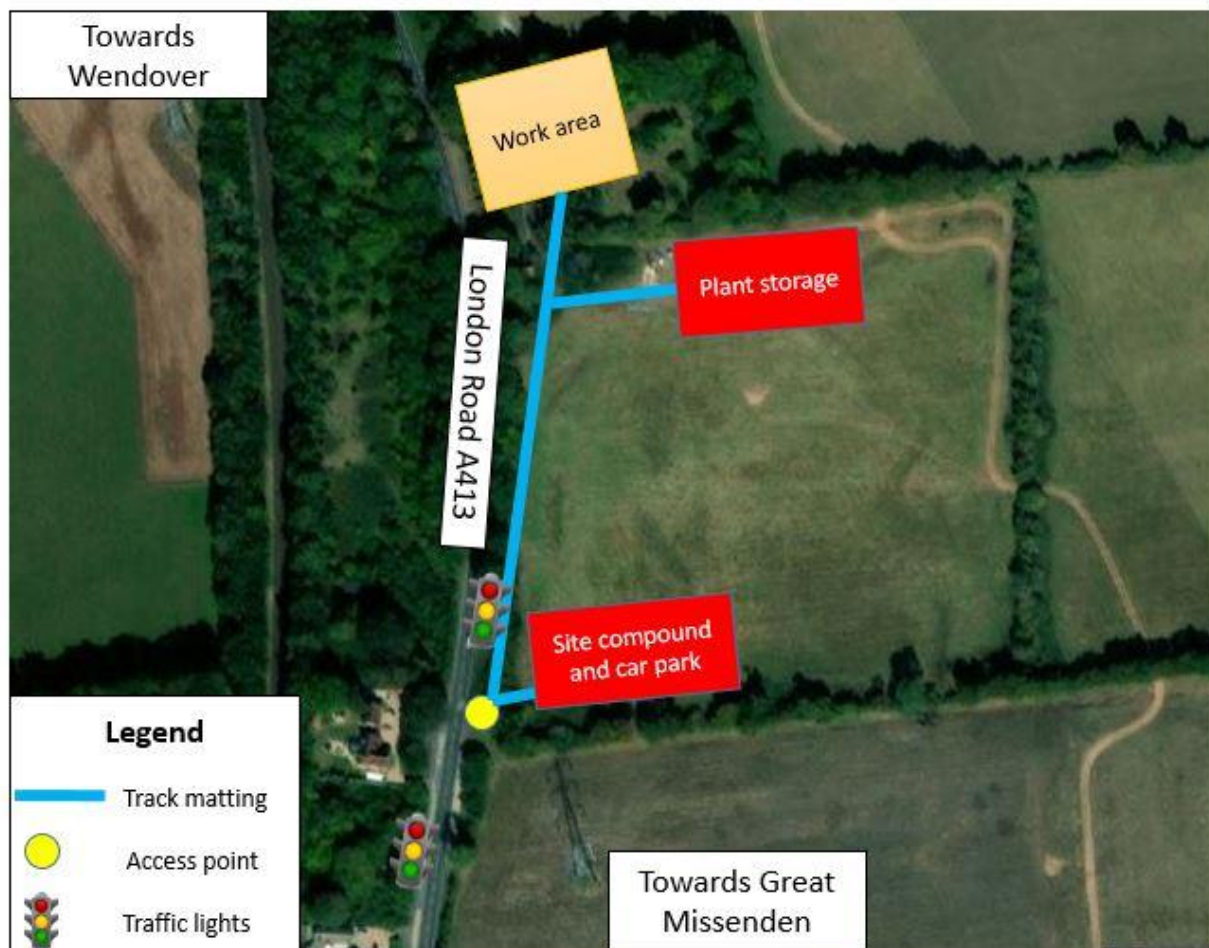 Towards
Wendover
Work area
Plant storage
London Road A413
Site compound
and car park
Legend
Track matting
Access point
Traffic lights
Towards Great
Missenden